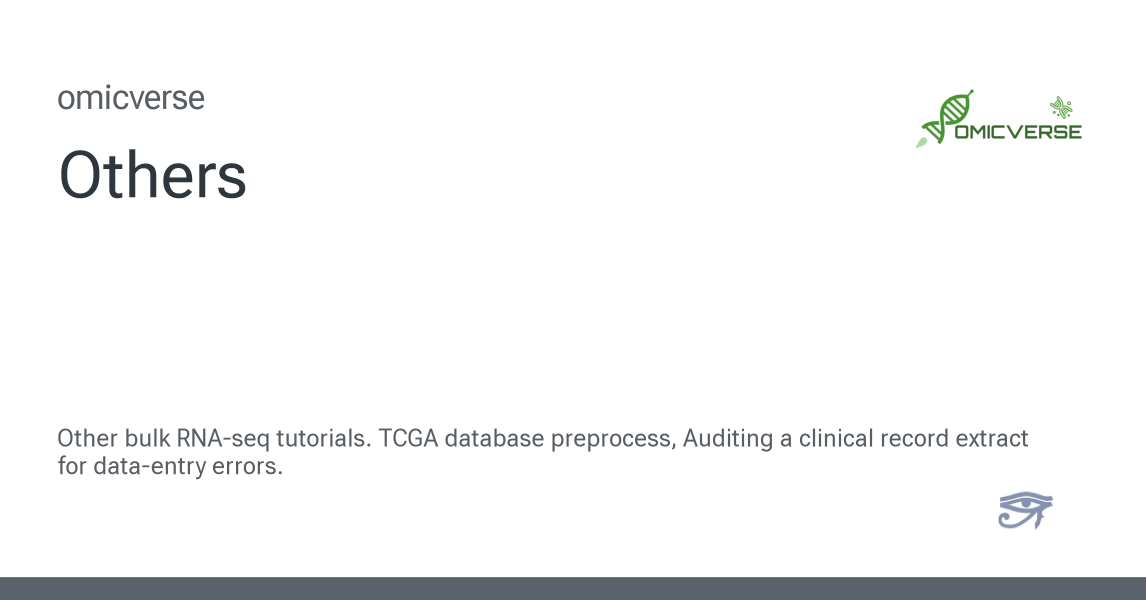 omicverse
OMICVERSE
Others
Other bulk RNA-seq tutorials. TCGA database preprocess, Auditing a clinical record extract
for data-entry errors.